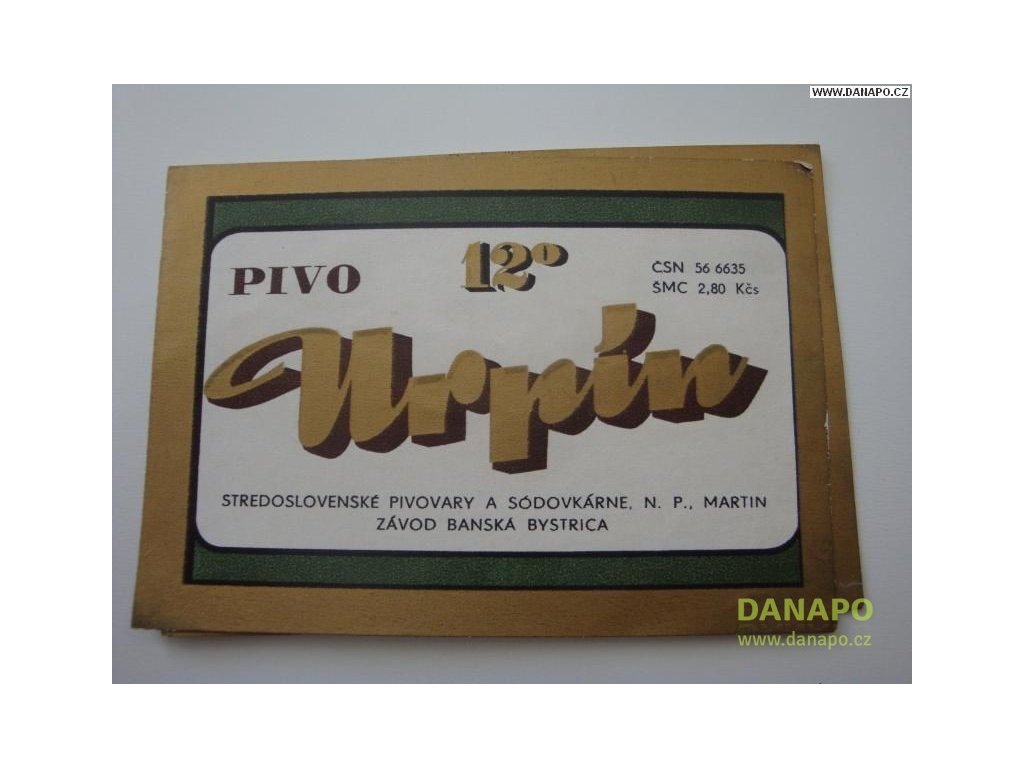 WWW.DANAPO.CZ
PIVO
12°
ČSN 56 6635
ŠMC 2,80 Kčs
Urpín
STREDOSLOVENSKÉ PIVOVARY A SÓDOVKÁRNE, N. P., MARTIN
ZÁVOD BANSKÁ BYSTRICA
DANAPO
www.danapo.cz